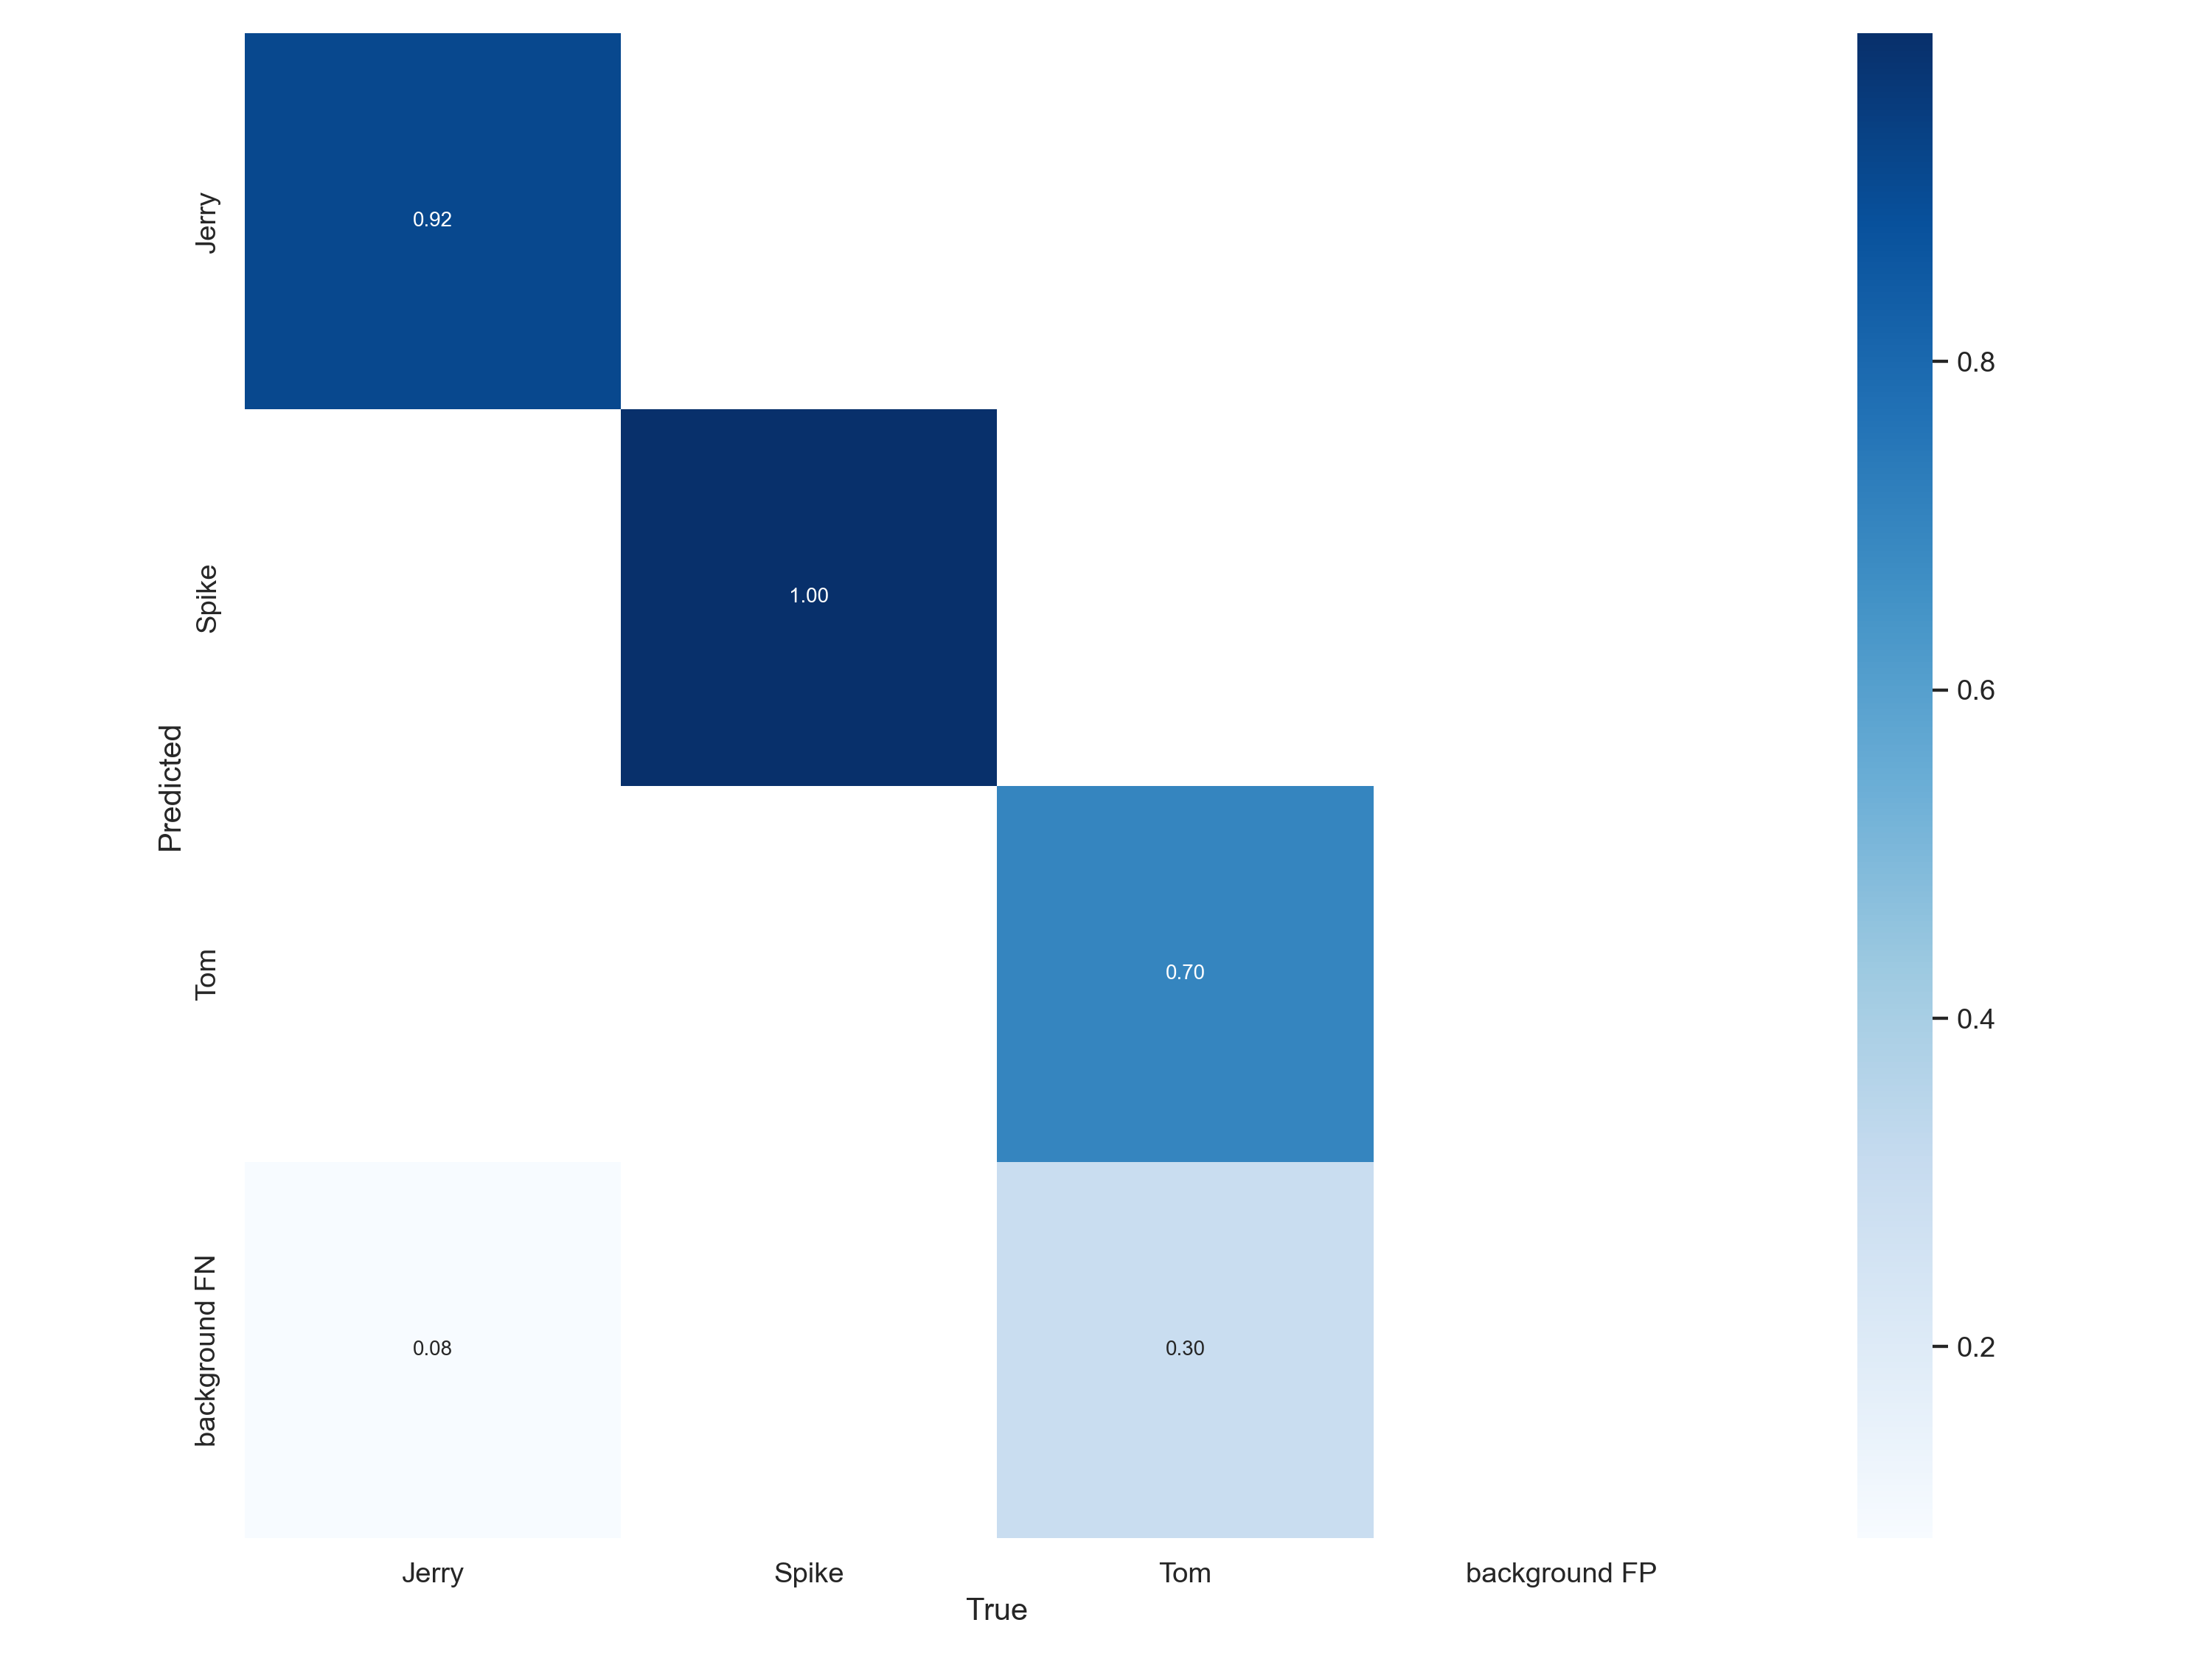 Predicted
Jerry
0.92
Spike
1.00
Tom
0.70
background FN
0.08
0.30
Jerry
Spike
Tom
background FP
True
0.8
0.6
0.4
0.2